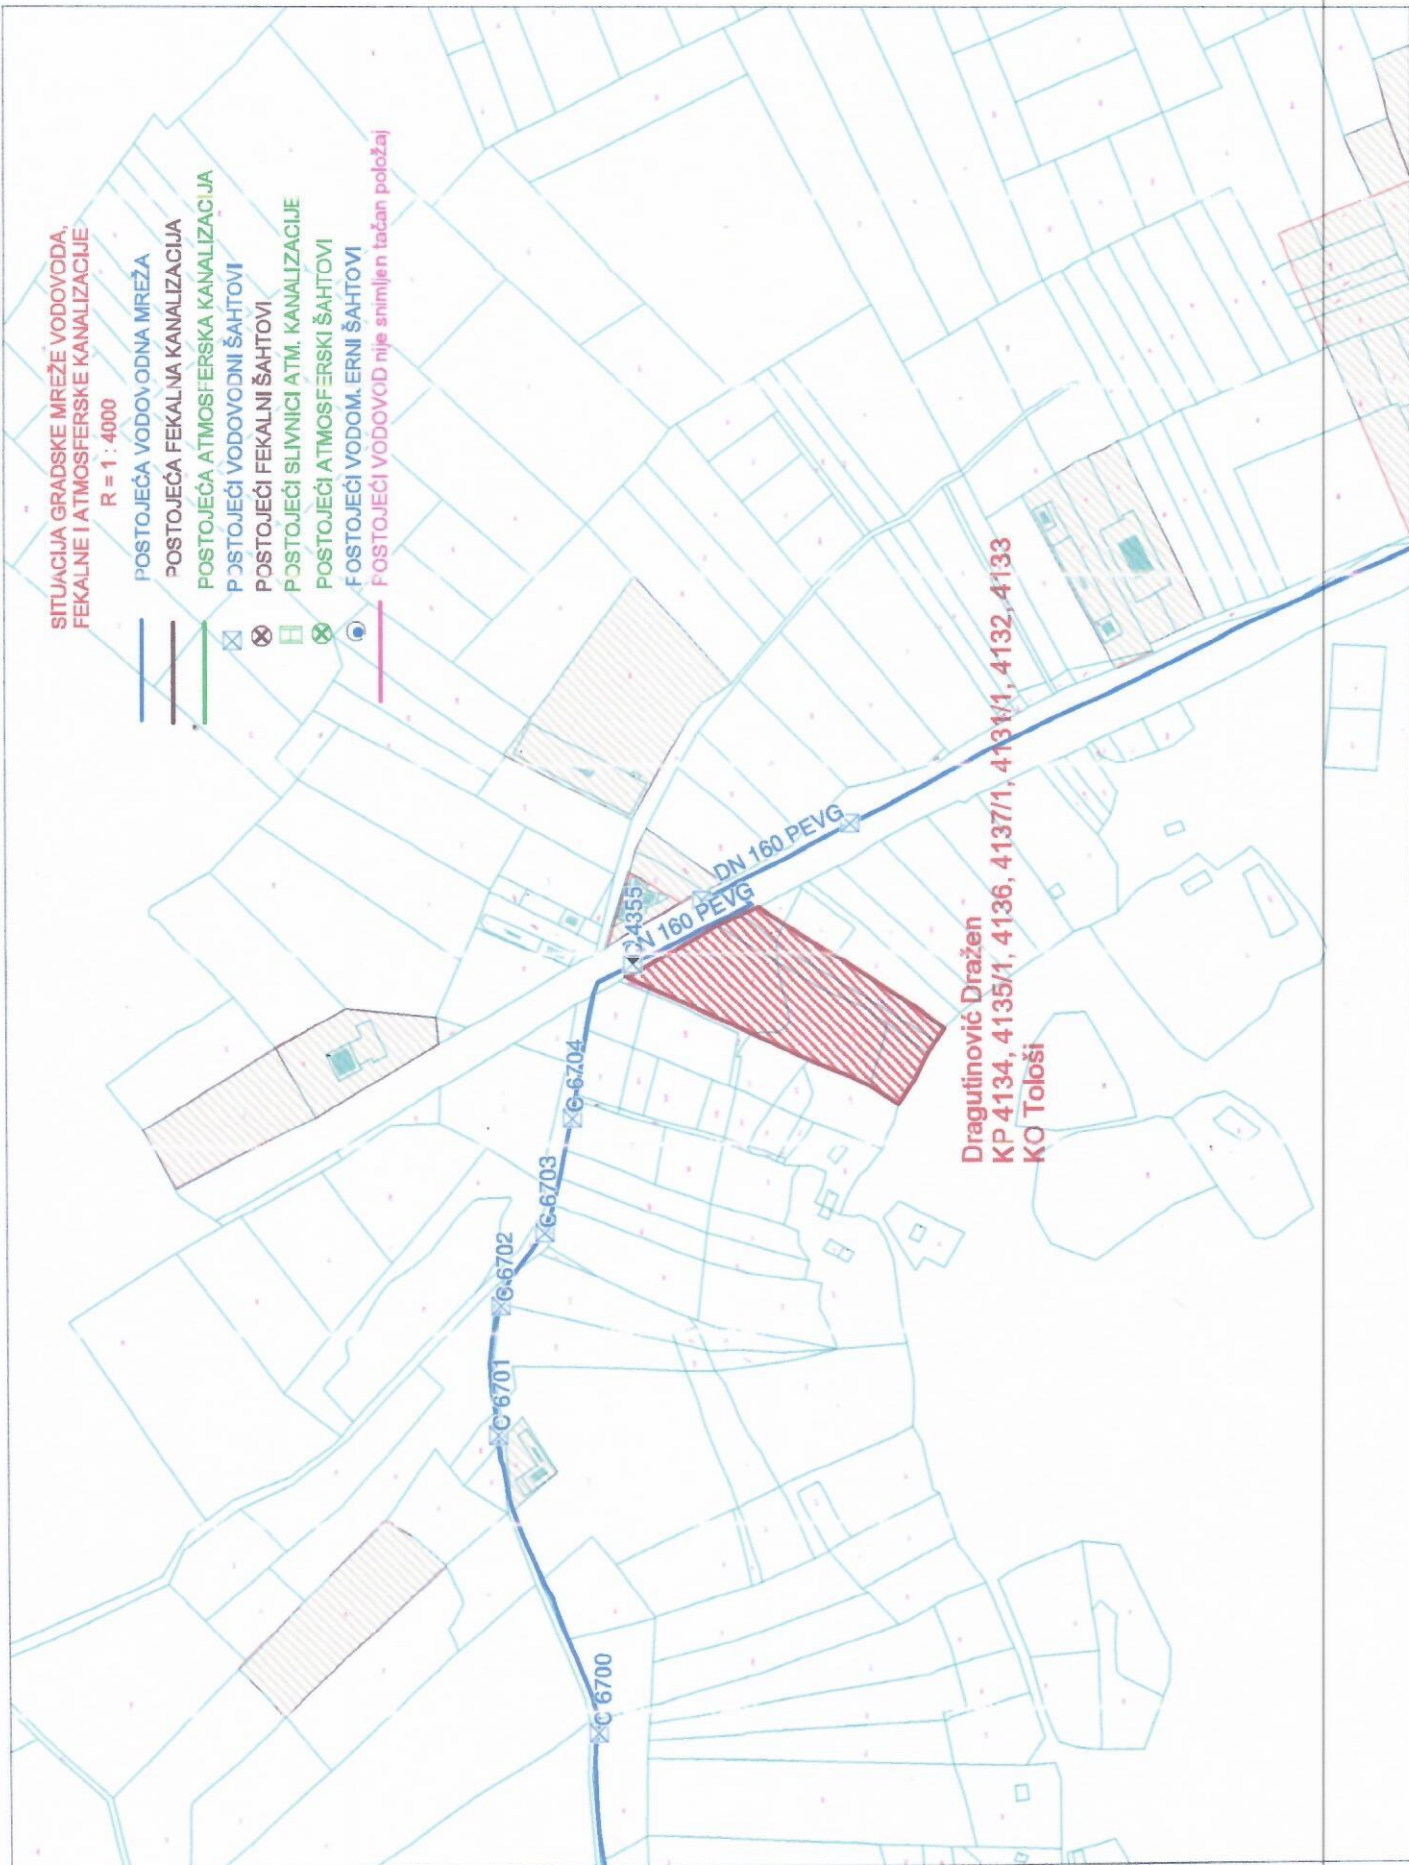 SITUACIJA GRADSKE MREŽE VODOVODA,
FEKALNE I ATMOSFERSKE KANALIZACIJE
R = 1 : 4000
POSTOJEĆA VODOVODNA MREŽA
POSTOJEĆA FEKALNA KANALIZACIJA
POSTOJEĆA ATMOSFERSKA KANALIZACIJA
POSTOJEĆI VODOVODNI ŠAHTOVI
POSTOJEĆI FEKALNI ŠAHTOVI
POSTOJEĆI SLIVNICI ATM. KANALIZACIJE
POSTOJEĆI ATMOSFERSKI ŠAHTOVI
POSTOJEĆI VODOMJERNI ŠAHTOVI
POSTOJEĆI VODOVOD nije snimljen tačan položaj
C 6700
C 6701
C 6702
C 6703
C 6704
4355
N 160 PEVG
DN 160 PEVG
Dragutinović Dražen
KP 4134, 4135/1, 4136, 4137/1, 4131/1, 4132, 4133
KO Tološi